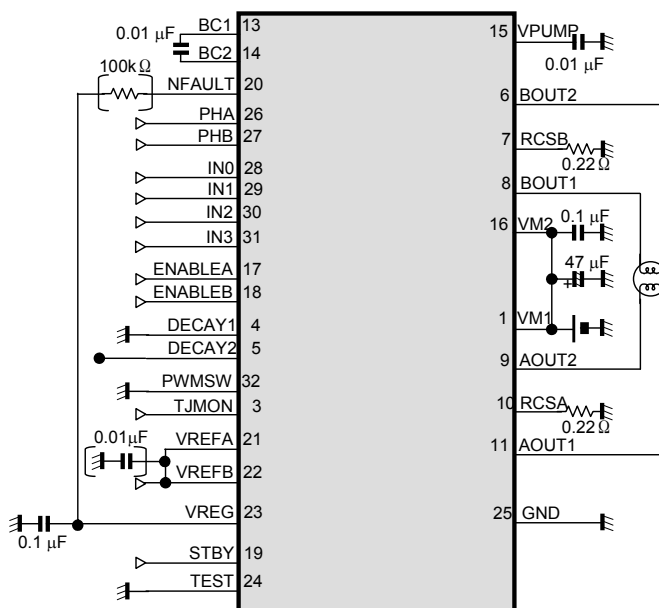 BC1 13
0.01 µF
BC2 14
100kΩ
NFAULT 20
PHA 26
PHB 27
IN0 28
IN1 29
IN2 30
IN3 31
ENABLEA 17
ENABLEB 18
DECAY1 4
DECAY2 5
PWMSW 32
TJMON 3
0.01µF
VREFA 21
VREFB 22
VREG 23
0.1 µF
STBY 19
TEST 24
15 VPUMP
0.01 µF
6 BOUT2
7 RCSB
0.22Ω
8 BOUT1
0.1 µF
16 VM2
47 µF
+
1 VM1
9 AOUT2
10 RCSA
0.22Ω
11 AOUT1
25 GND